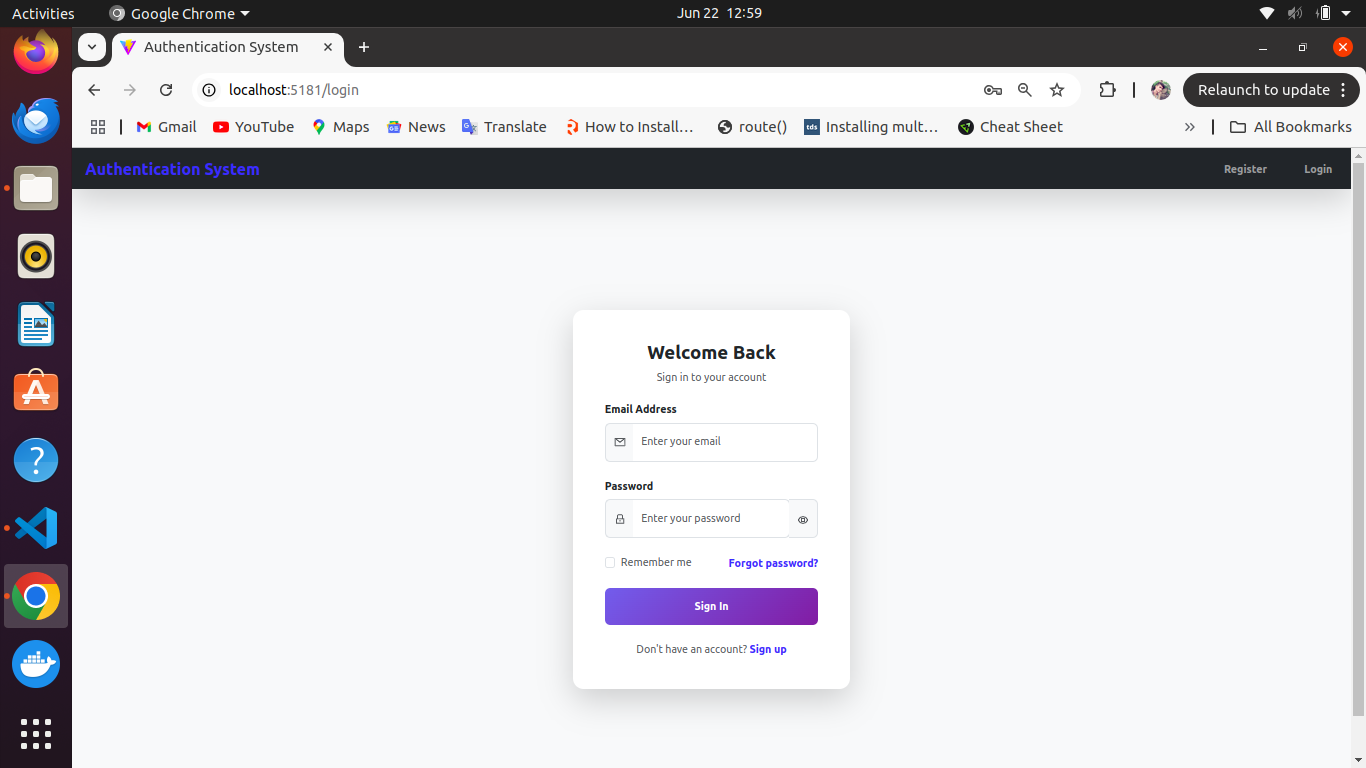 Activities
Google Chrome
Jun 22 12:59
Authentication System
localhost:5181/login
Relaunch to update
Gmail
YouTube
Maps
News
Translate
How to Install…
route()
tds
Installing mult…
Cheat Sheet
All Bookmarks
Authentication System
Register
Login
Welcome Back
Sign in to your account
Email Address
Enter your email
Password
Enter your password
Remember me
Forgot password?
Sign In
Don't have an account? Sign up